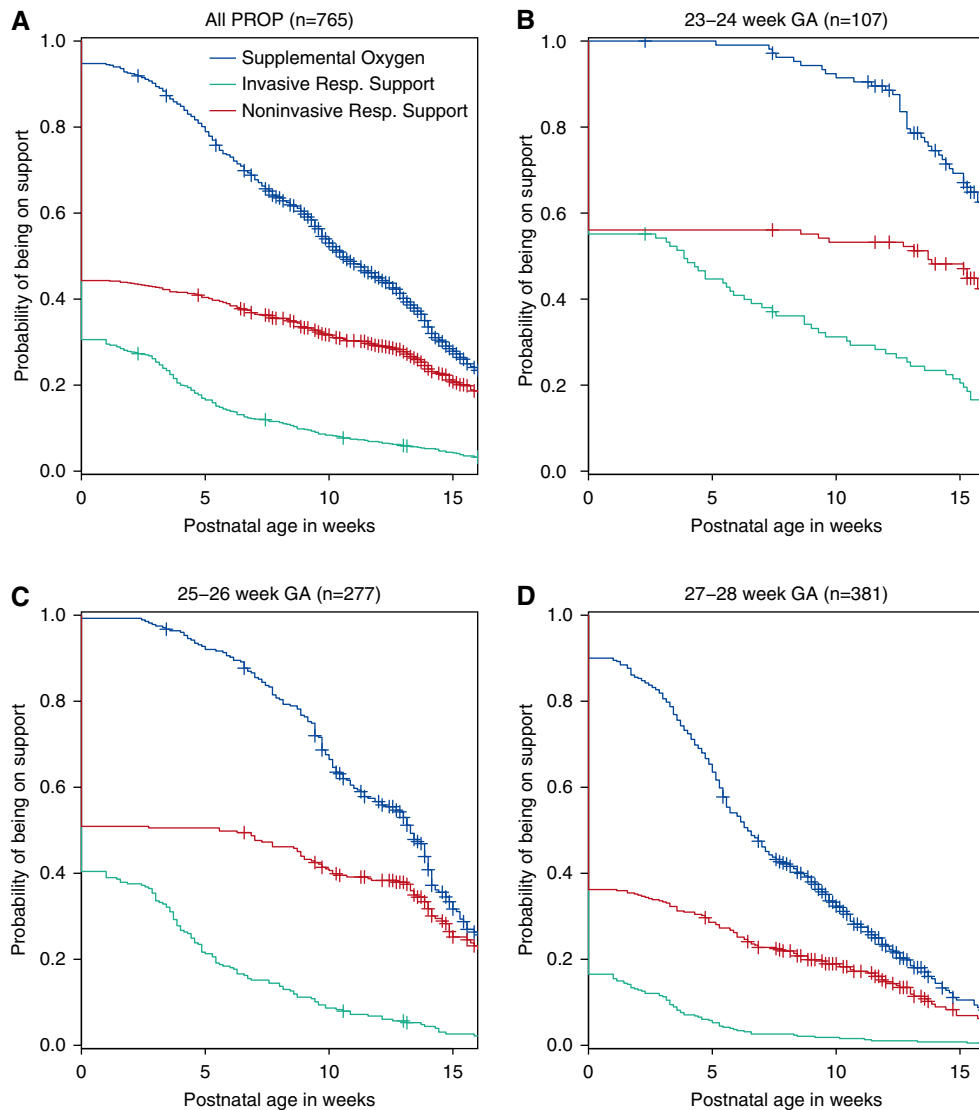 A
All PROP (n=765)
Supplemental Oxygen
Invasive Resp. Support
Noninvasive Resp. Support
Probability of being on support
1.0
0.8
0.6
0.4
0.2
0.0
0
5
10
15
Postnatal age in weeks
B
23–24 week GA (n=107)
Probability of being on support
1.0
0.8
0.6
0.4
0.2
0.0
0
5
10
15
Postnatal age in weeks
C
25–26 week GA (n=277)
Probability of being on support
1.0
0.8
0.6
0.4
0.2
0.0
0
5
10
15
Postnatal age in weeks
D
27–28 week GA (n=381)
Probability of being on support
1.0
0.8
0.6
0.4
0.2
0.0
0
5
10
15
Postnatal age in weeks